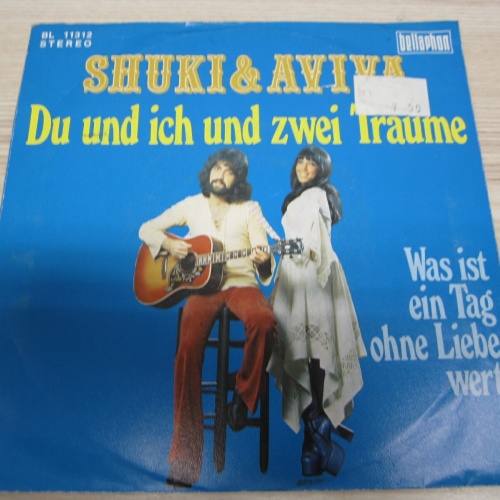 BL 11312
STEREO
bellaphon
SHUKI & AVIVA
Du und ich und zwei Träume
Was ist
ein Tag
ohne Liebe
wert